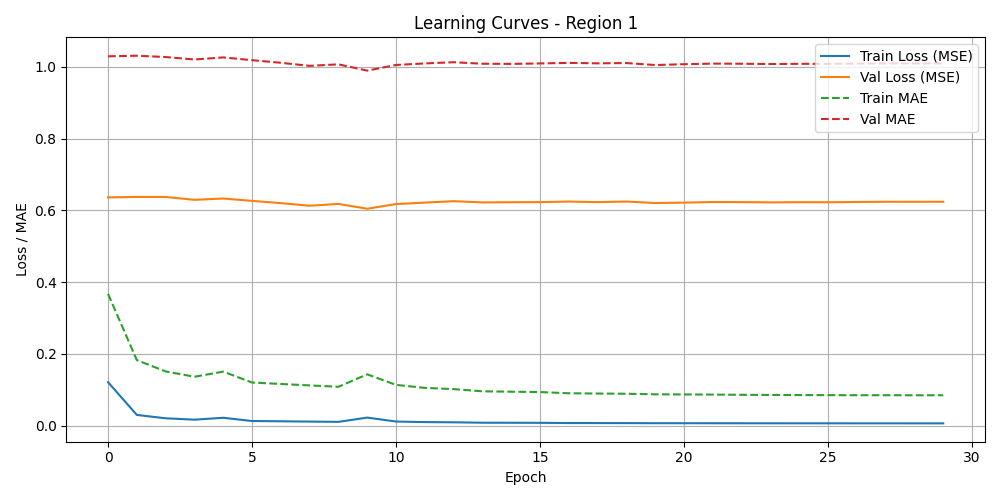 Learning Curves - Region 1
Train Loss (MSE)
Val Loss (MSE)
Train MAE
Val MAE
Loss / MAE
1.0
0.8
0.6
0.4
0.2
0.0
0 5 10 15 20 25 30
Epoch